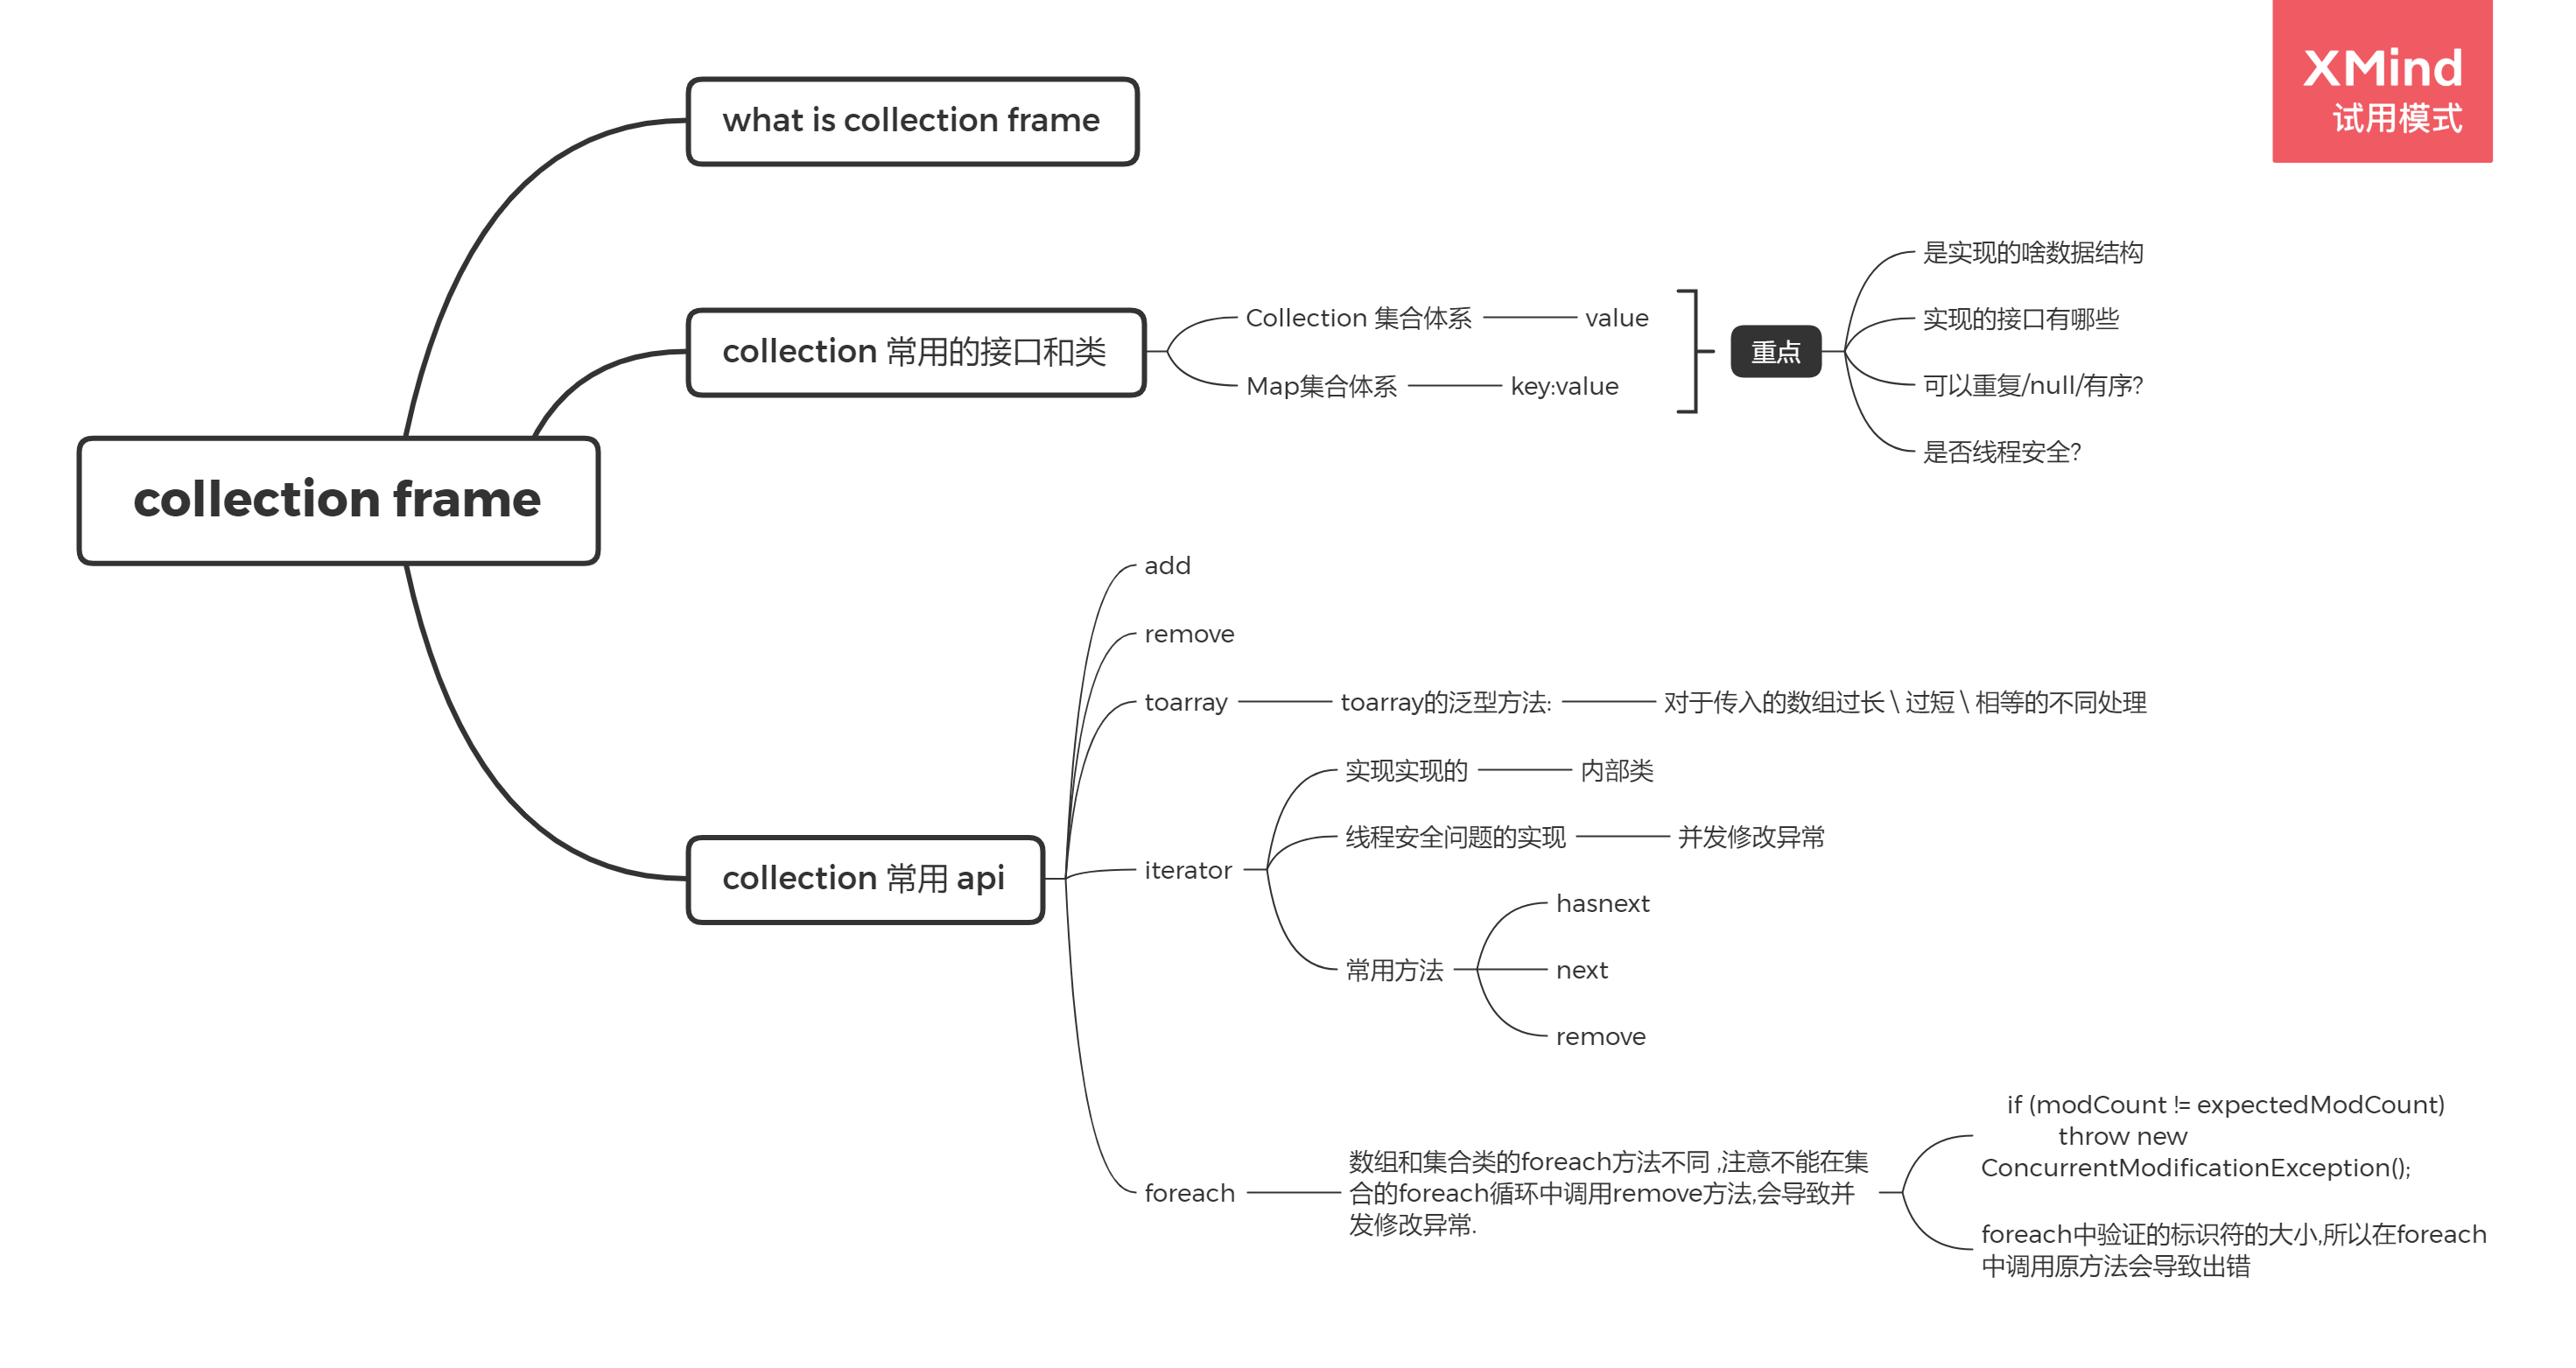 XMind
试用模式
what is collection frame
collection frame
collection 常用的接口和类
Collection 集合体系
value
Map集合体系
key:value
重点
是实现的啥数据结构
实现的接口有哪些
可以重复/null/有序?
是否线程安全?
collection 常用 api
add
remove
toarray
toarray的泛型方法:
对于传入的数组过长 \ 过短 \ 相等的不同处理
iterator
实现实现的
内部类
线程安全问题的实现
并发修改异常
常用方法
hasnext
next
remove
foreach
数组和集合类的foreach方法不同 ,注意不能在集
合的foreach循环中调用remove方法,会导致并
发修改异常.
if (modCount != expectedModCount)
throw new
ConcurrentModificationException();
foreach中验证的标识符的大小,所以在foreach
中调用原方法会导致出错